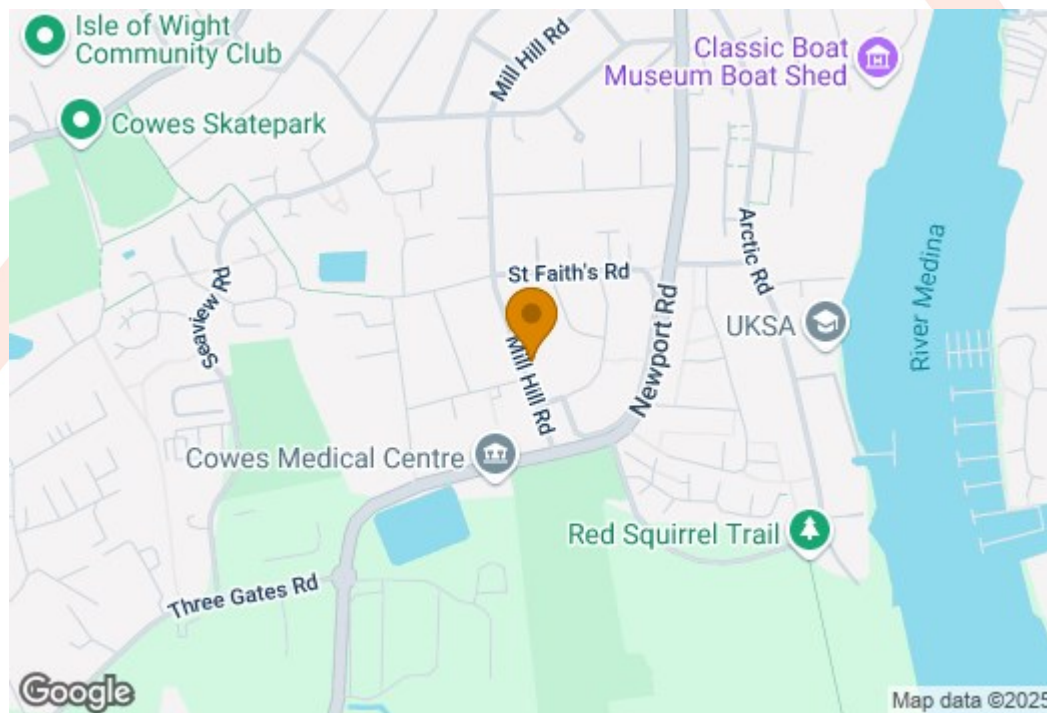 Isle of Wight
Community Club
Mill Hill Rd
Classic Boat
Museum Boat Shed
Cowes Skatepark
Arctic Rd
River Medina
St Faith's Rd
Seaview Rd
Newport Rd
UKSA
Mill Hill Rd
Cowes Medical Centre
Red Squirrel Trail
Three Gates Rd
Google
Map data ©2025